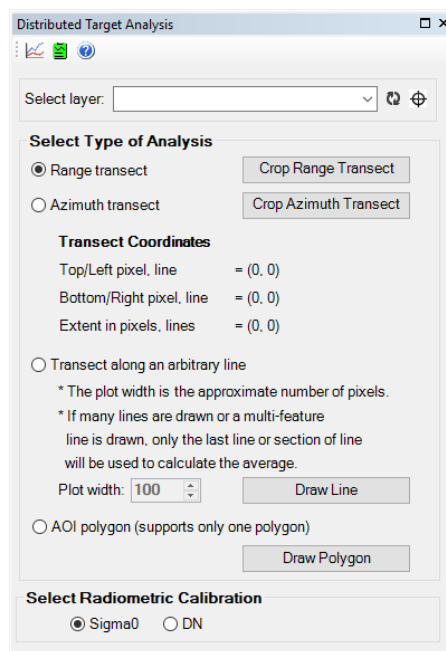 Distributed Target Analysis
Select layer:
Select Type of Analysis
Range transect
Crop Range Transect
Azimuth transect
Crop Azimuth Transect
Transect Coordinates
Top/Left pixel, line = (0, 0)
Bottom/Right pixel, line = (0, 0)
Extent in pixels, lines = (0, 0)
Transect along an arbitrary line
* The plot width is the approximate number of pixels.
* If many lines are drawn or a multi-feature
line is drawn, only the last line or section of line
will be used to calculate the average.
Plot width: 100
Draw Line
AOI polygon (supports only one polygon)
Draw Polygon
Select Radiometric Calibration
Sigma0 DN